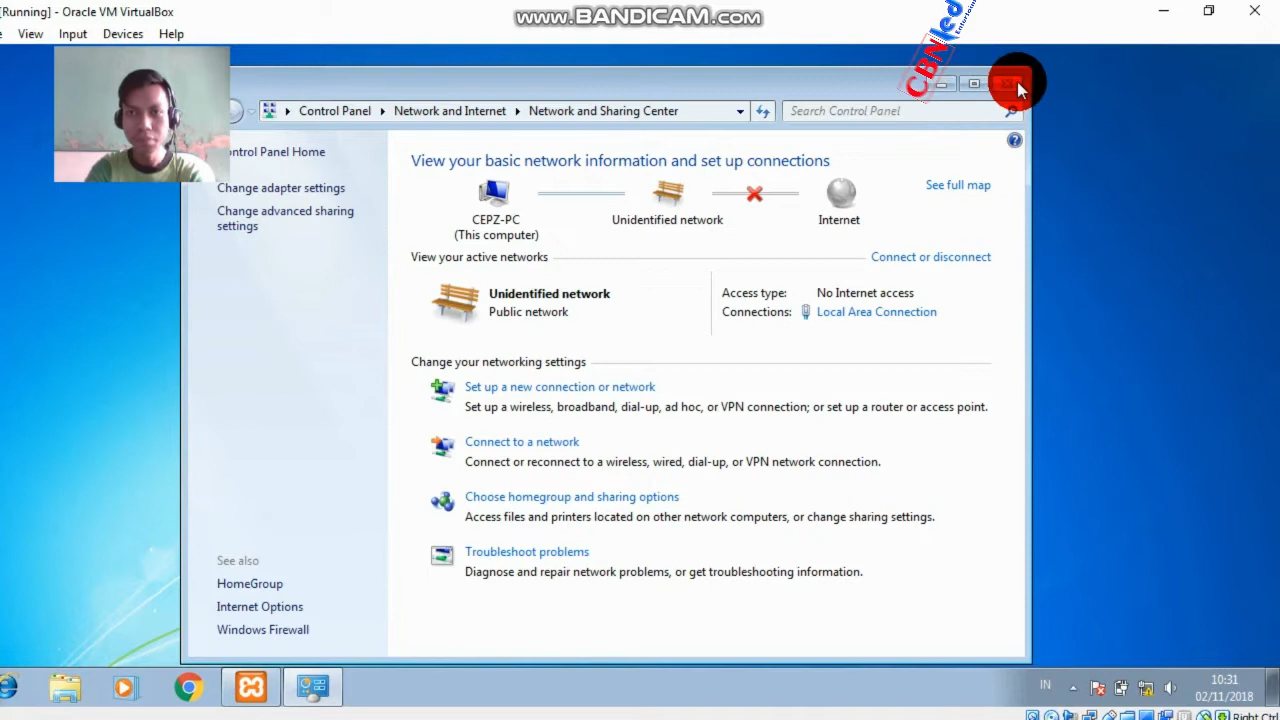 [Running] - Oracle VM VirtualBox
www.BANDICAM.com
View Input Devices Help
CBNled
Control Panel Network and Internet Network and Sharing Center Search Control Panel
Control Panel Home
Change adapter settings
Change advanced sharing
settings
View your basic network information and set up connections
See full map
CEPZ-PC
(This computer)
Unidentified network
Internet
View your active networks
Connect or disconnect
Unidentified network
Public network
Access type: No Internet access
Connections: Local Area Connection
Change your networking settings
Set up a new connection or network
Set up a wireless, broadband, dial-up, ad hoc, or VPN connection; or set up a router or access point.
Connect to a network
Connect or reconnect to a wireless, wired, dial-up, or VPN network connection.
Choose homegroup and sharing options
Access files and printers located on other network computers, or change sharing settings.
Troubleshoot problems
Diagnose and repair network problems, or get troubleshooting information.
See also
HomeGroup
Internet Options
Windows Firewall
IN
10:31
02/11/2018
Right Ctrl